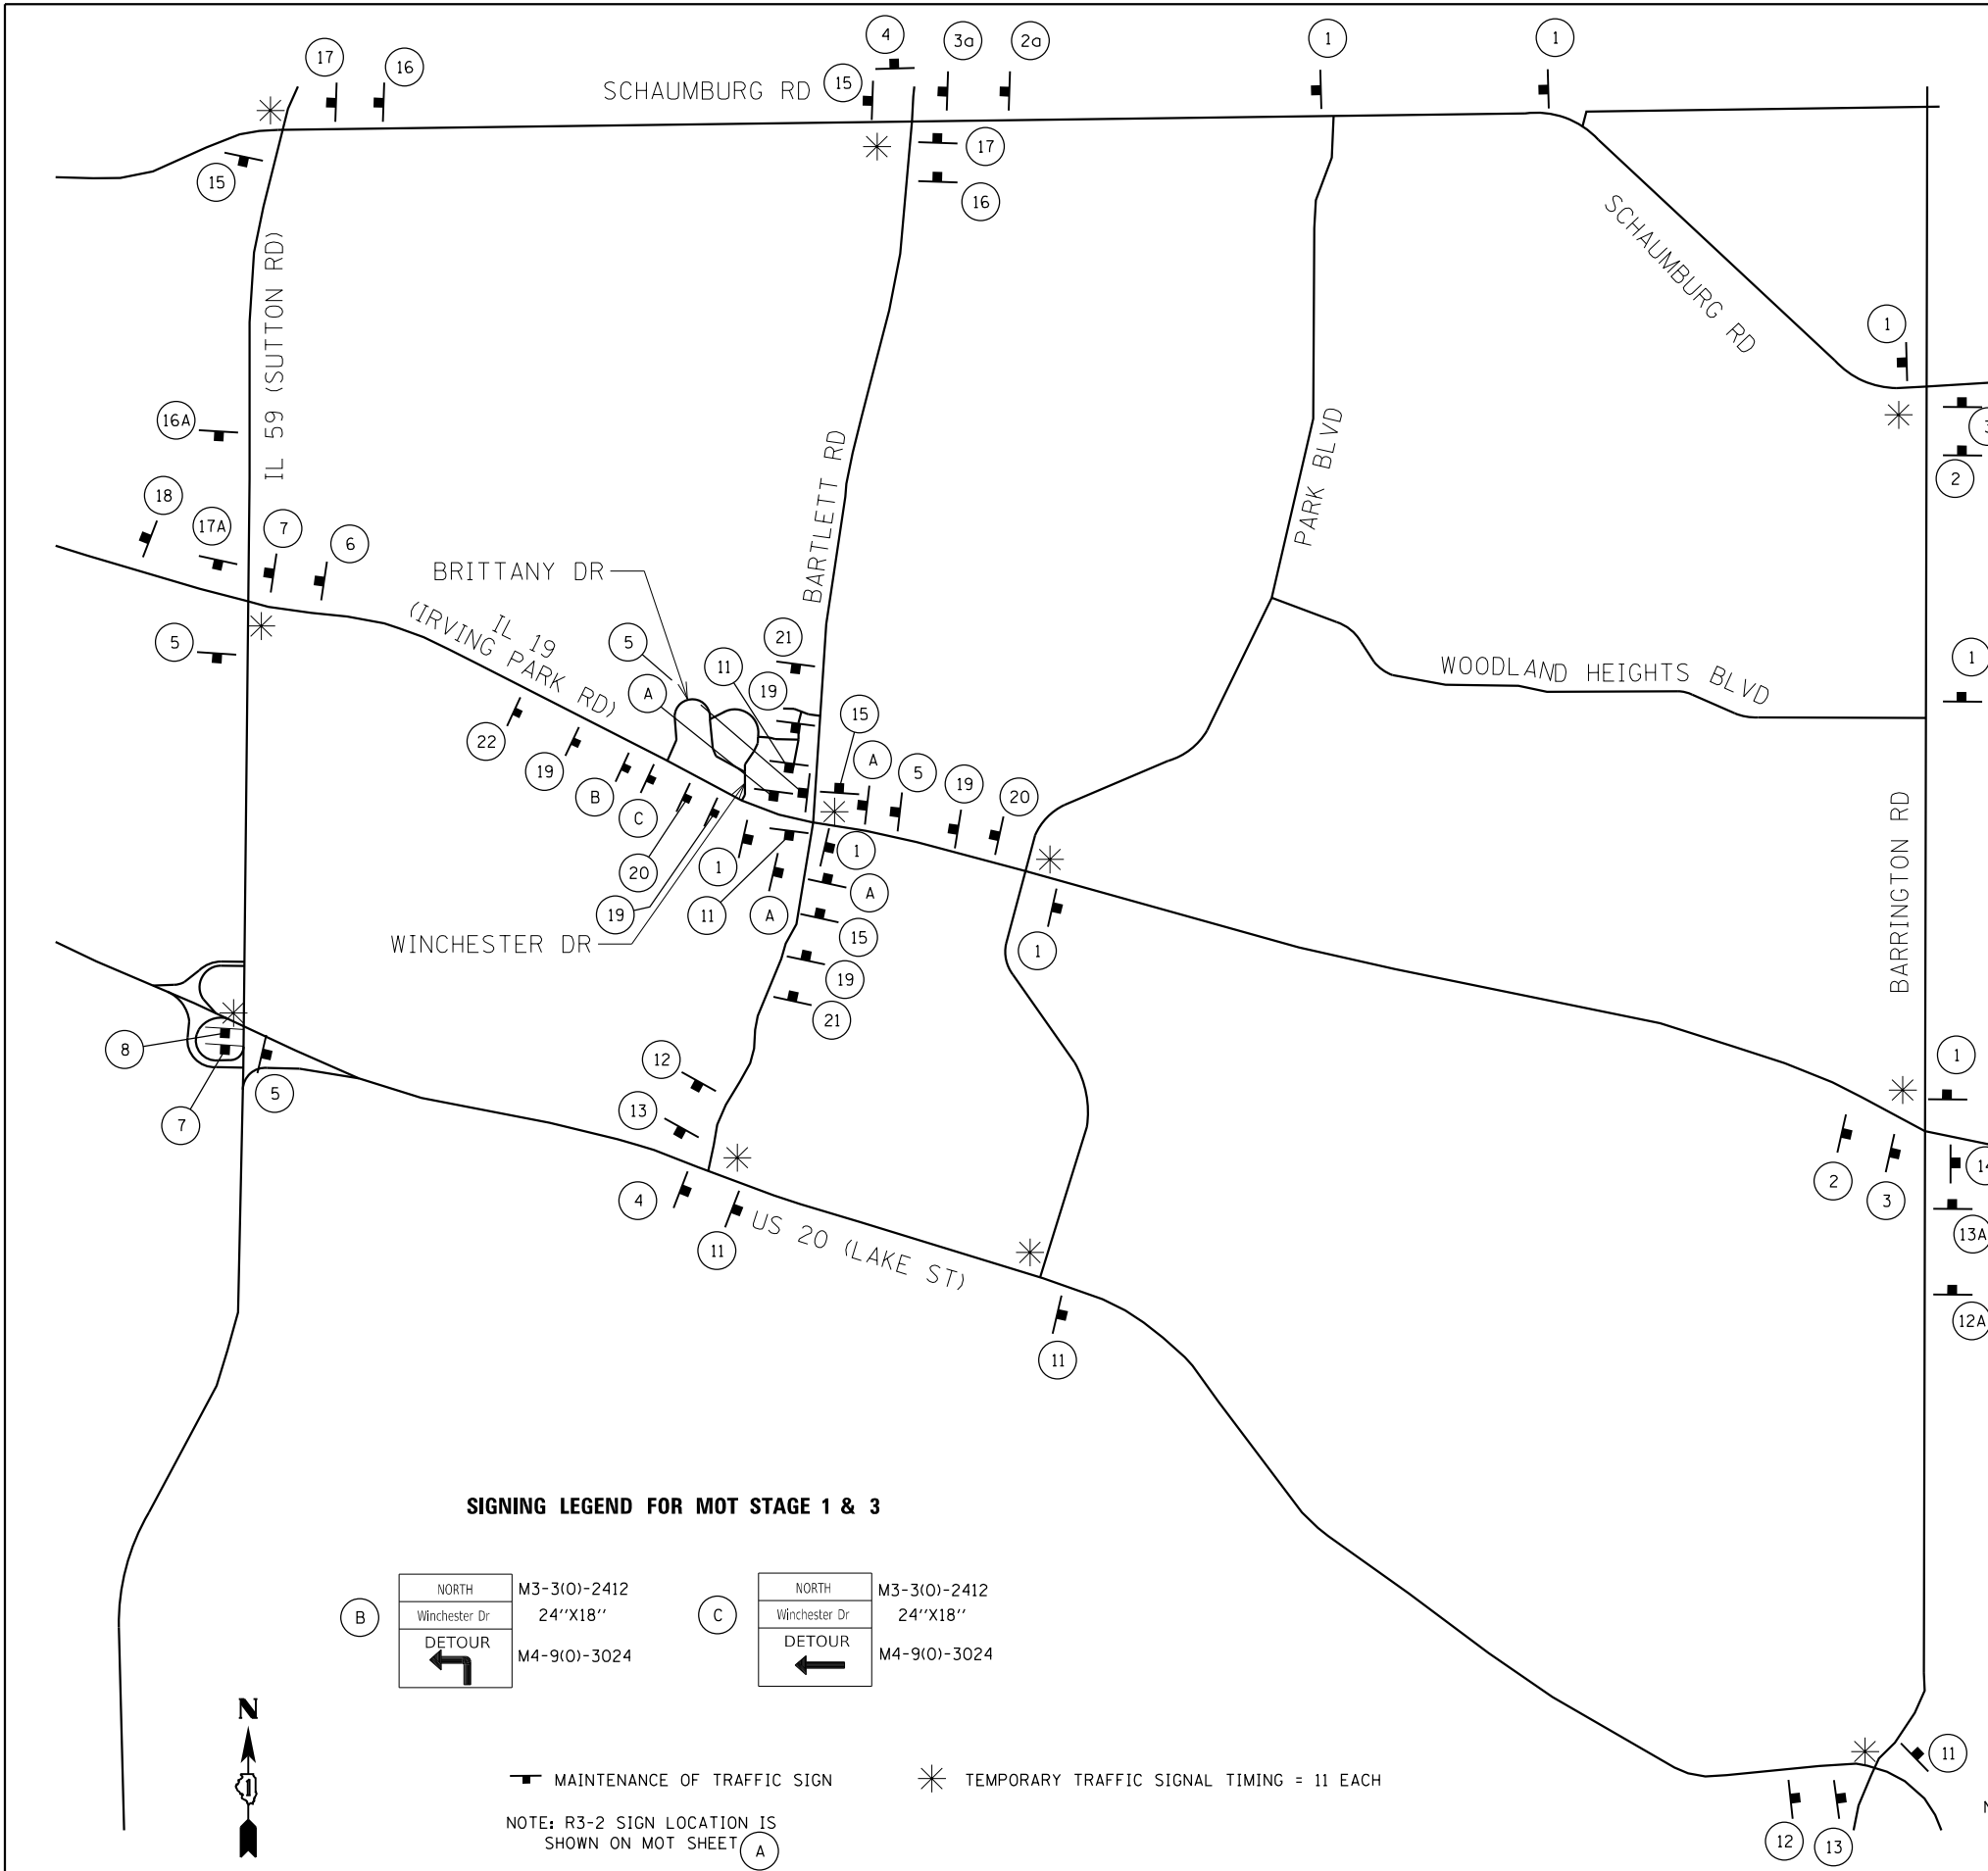 4
3a
2a
1
1
17
16
15
SCHAUMBURG RD
17
15
16
SCHAUMBURG RD
IL 59 (SUTTON RD)
1
16A
BARTLETT RD
PARK BLVD
2
18
17A
7
6
BRITTANY DR
IL 19
(IRVING PARK RD)
5
5
21
11
A
19
15
1
WOODLAND HEIGHTS BLVD
22
19
B
C
A
5
19
20
BARRINGTON RD
20
1
1
19
11
A
A
15
WINCHESTER DR
1
19
21
8
5
7
12
13
1
4
11
US 20 (LAKE ST)
2
3
13A
12A
11
SIGNING LEGEND FOR MOT STAGE 1 & 3
B
NORTH
Winchester Dr
DETOUR
M3-3(O)-2412
24''X18''
M4-9(O)-3024
C
NORTH
Winchester Dr
DETOUR
M3-3(O)-2412
24''X18''
M4-9(O)-3024
N
1
MAINTENANCE OF TRAFFIC SIGN
TEMPORARY TRAFFIC SIGNAL TIMING = 11 EACH
NOTE: R3-2 SIGN LOCATION IS
SHOWN ON MOT SHEET
A
11
12
13